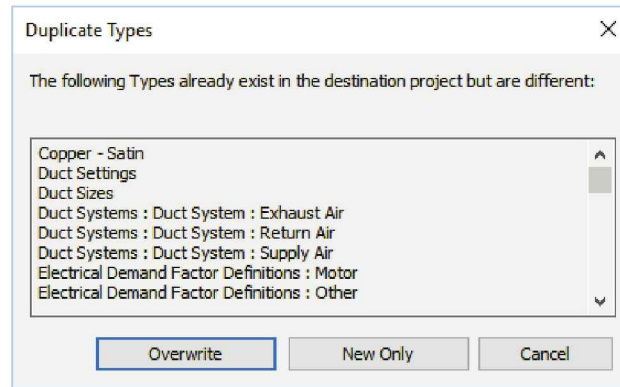 Duplicate Types
The following Types already exist in the destination project but are different:
Copper - Satin
Duct Settings
Duct Sizes
Duct Systems : Duct System : Exhaust Air
Duct Systems : Duct System : Return Air
Duct Systems : Duct System : Supply Air
Electrical Demand Factor Definitions : Motor
Electrical Demand Factor Definitions : Other
Overwrite
New Only
Cancel